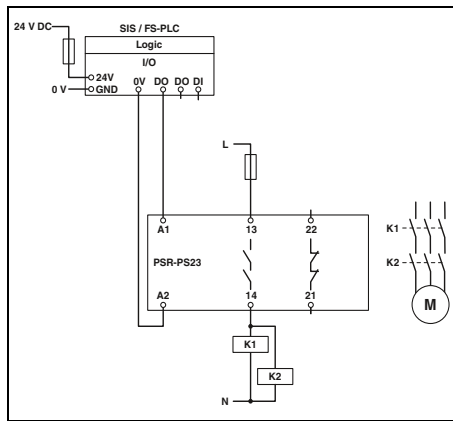 SIS / FS-PLC
24 V DC
Logic
I/O
24V
0V DO DO DI
0 V GND
L
A1 13 22
K1
PSR-PS23
K2
A2 14 21
M
K1
K2
N